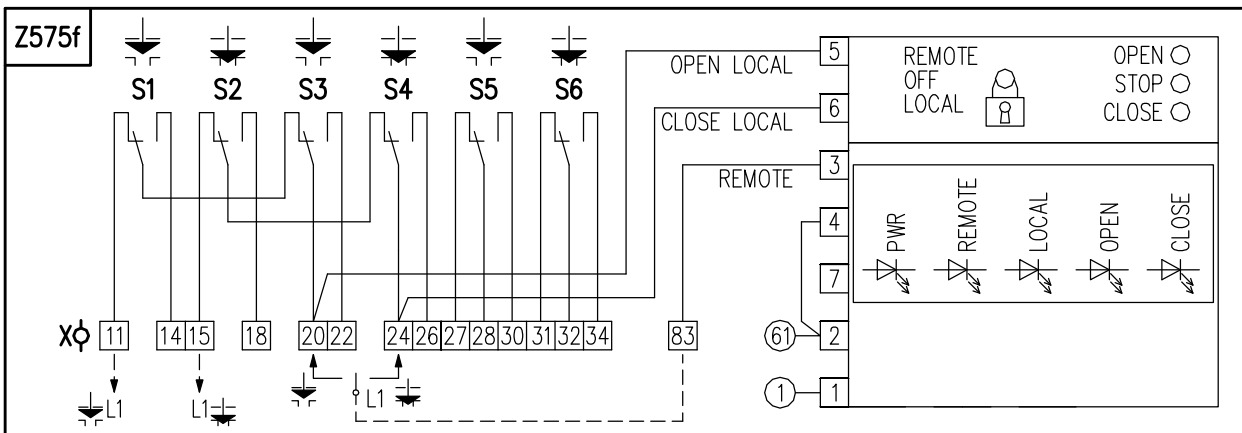 Z575f
S1 S2 S3 S4 S5 S6
OPEN LOCAL 5
CLOSE LOCAL 6
REMOTE 3
4
7
61 2
1 1
REMOTE
OFF
LOCAL
OPEN
STOP
CLOSE
PWR
REMOTE
LOCAL
OPEN
CLOSE
X 11 14 15 18 20 22 24 26 27 28 30 31 32 34 83
L1 L1 L1